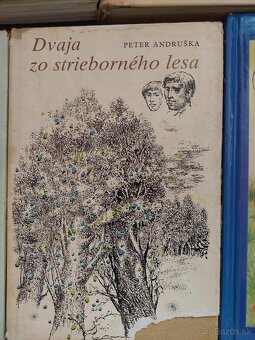 Dvaja
PETER ANDRUŠKA
zo strieborného lesa
bazos.sk